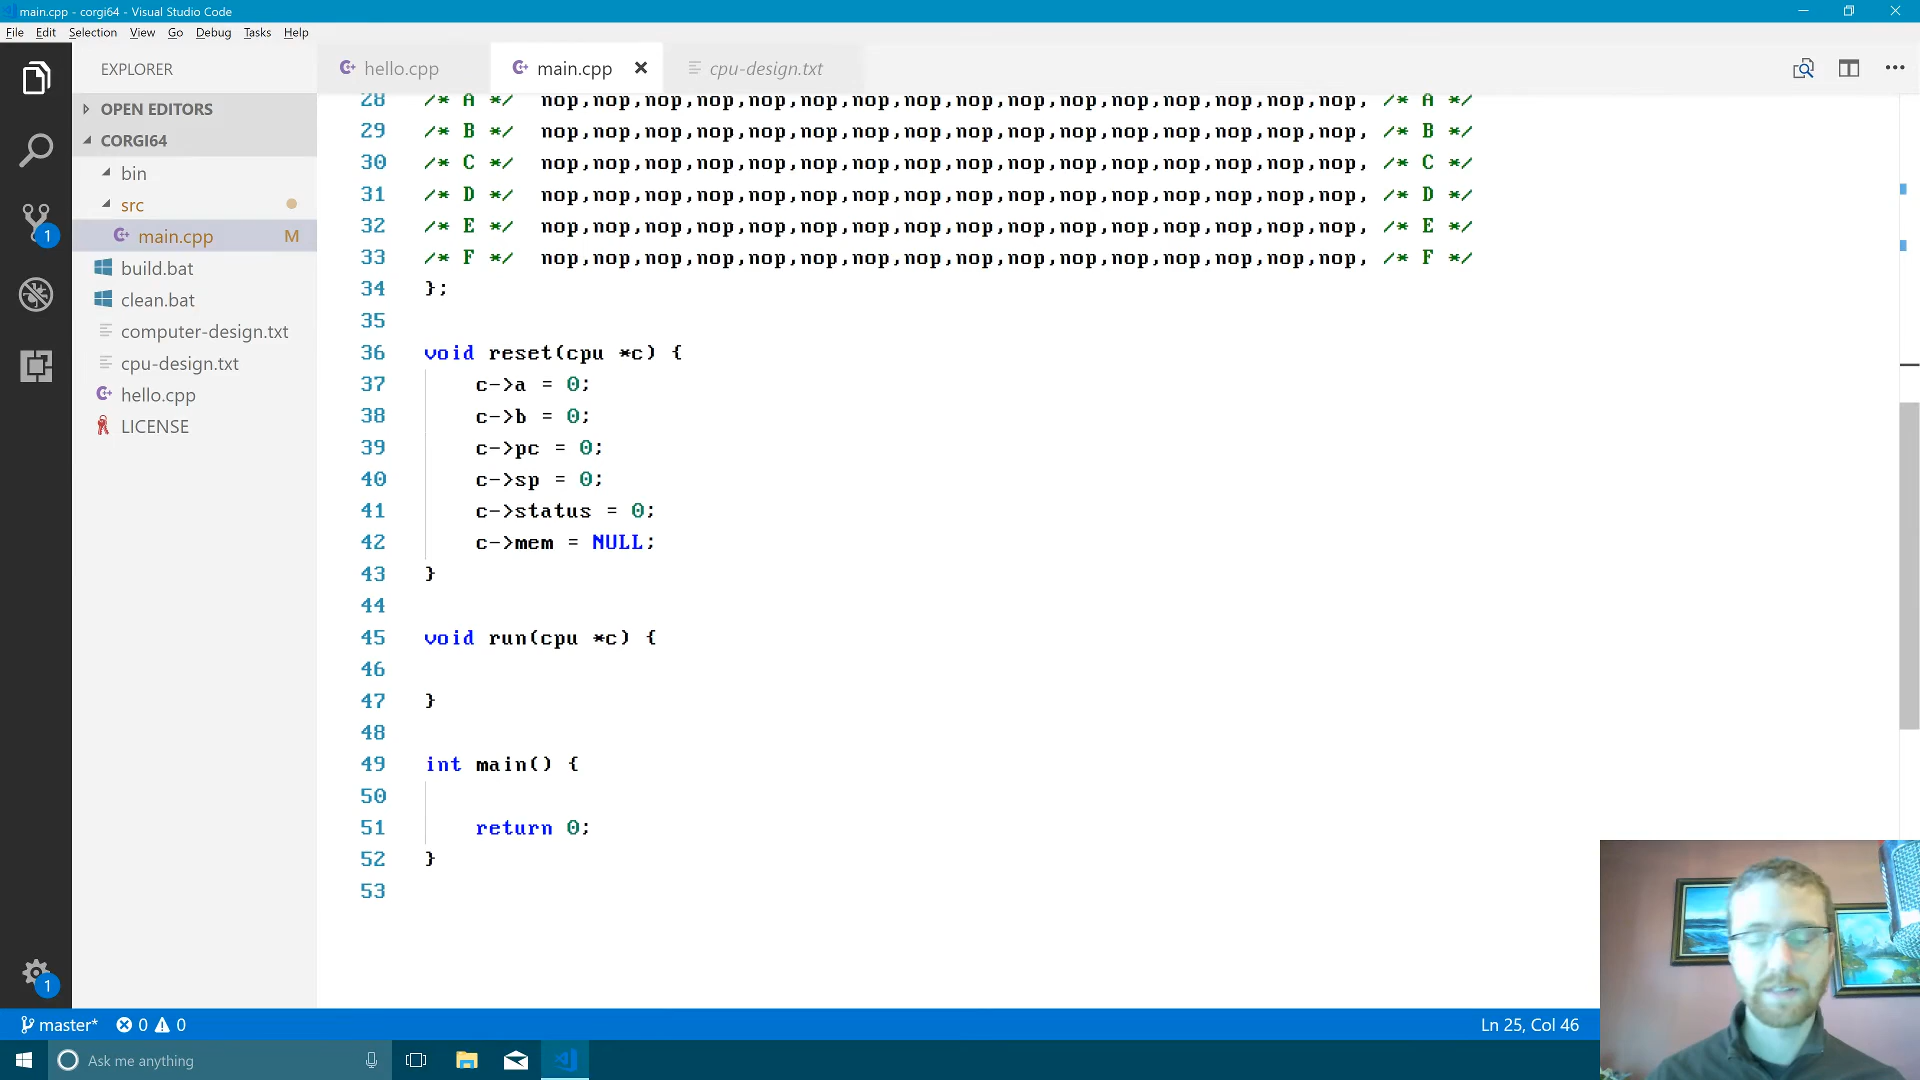 main.cpp - corgi64 - Visual Studio Code
File Edit Selection View Go Debug Tasks Help
EXPLORER
OPEN EDITORS
CORGI64
bin
src
main.cpp M
build.bat
clean.bat
computer-design.txt
cpu-design.txt
hello.cpp
LICENSE
1
1
hello.cpp main.cpp cpu-design.txt
28 /* A */ nop,nop,nop,nop,nop,nop,nop,nop,nop,nop,nop,nop,nop,nop,nop,nop, /* A */
29 /* B */ nop,nop,nop,nop,nop,nop,nop,nop,nop,nop,nop,nop,nop,nop,nop,nop, /* B */
30 /* C */ nop,nop,nop,nop,nop,nop,nop,nop,nop,nop,nop,nop,nop,nop,nop,nop, /* C */
31 /* D */ nop,nop,nop,nop,nop,nop,nop,nop,nop,nop,nop,nop,nop,nop,nop,nop, /* D */
32 /* E */ nop,nop,nop,nop,nop,nop,nop,nop,nop,nop,nop,nop,nop,nop,nop,nop, /* E */
33 /* F */ nop,nop,nop,nop,nop,nop,nop,nop,nop,nop,nop,nop,nop,nop,nop,nop, /* F */
34 };
35
36 void reset(cpu *c) {
37 c->a = 0;
38 c->b = 0;
39 c->pc = 0;
40 c->sp = 0;
41 c->status = 0;
42 c->mem = NULL;
43 }
44
45 void run(cpu *c) {
46
47 }
48
49 int main() {
50
51 return 0;
52 }
53
master* 0 0 Ln 25, Col 46
Ask me anything